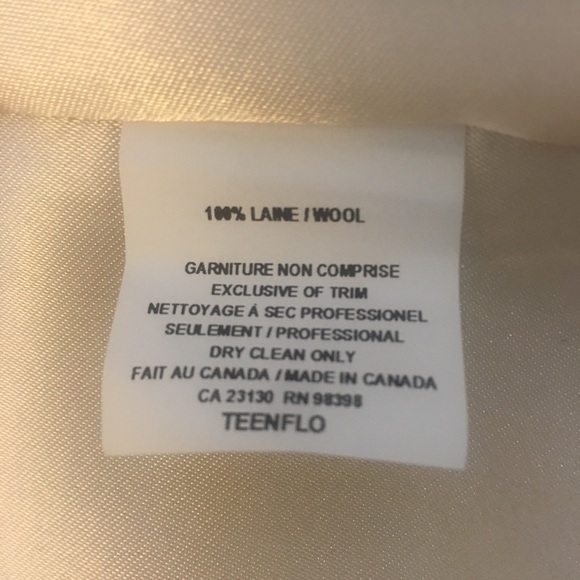 100% LAINE / WOOL
GARNITURE NON COMPRISE
EXCLUSIVE OF TRIM
NETTOYAGE Á SEC PROFESSIONEL
SEULEMENT / PROFESSIONAL
DRY CLEAN ONLY
FAIT AU CANADA / MADE IN CANADA
CA 23130 RN 98398
TEENFLO